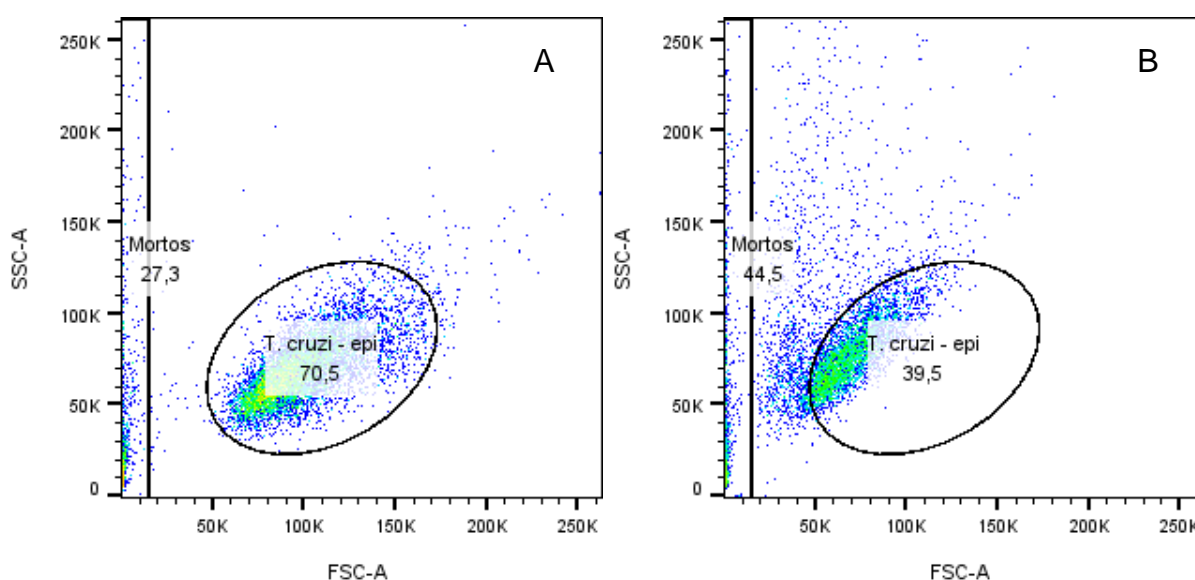 A
250K
200K
150K
100K
50K
0
SSC-A
Mortos
27,3
T. cruzi - epi
70,5
50K 100K 150K 200K 250K
FSC-A
B
250K
200K
150K
100K
50K
0
SSC-A
Mortos
44,5
T. cruzi - epi
39,5
50K 100K 150K 200K 250K
FSC-A